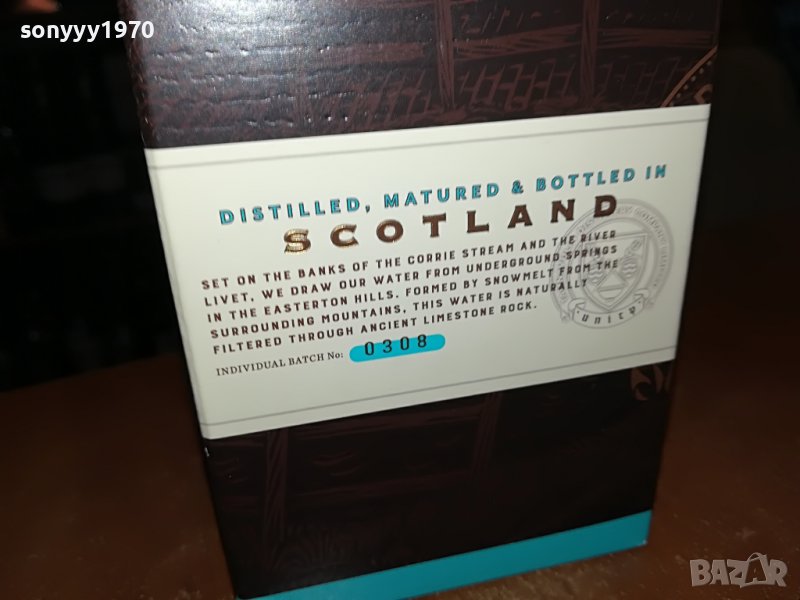 sonyyy1970
DISTILLED, MATURED & BOTTLED IN
SCOTLAND
SET ON THE BANKS OF THE CORRIE STREAM AND THE RIVER
LIVET, WE DRAW OUR WATER FROM UNDERGROUND SPRINGS
IN THE EASTERTON HILLS. FORMED BY SNOWMELT FROM THE
SURROUNDING MOUNTAINS, THIS WATER IS NATURALLY
FILTERED THROUGH ANCIENT LIMESTONE ROCK.
INDIVIDUAL BATCH No: 0308
UNITE
BAZAR